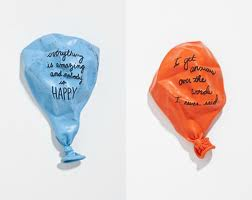 everything
is amazing
and nobody
is
HAPPY
I get
anxious
over the
words
I never said